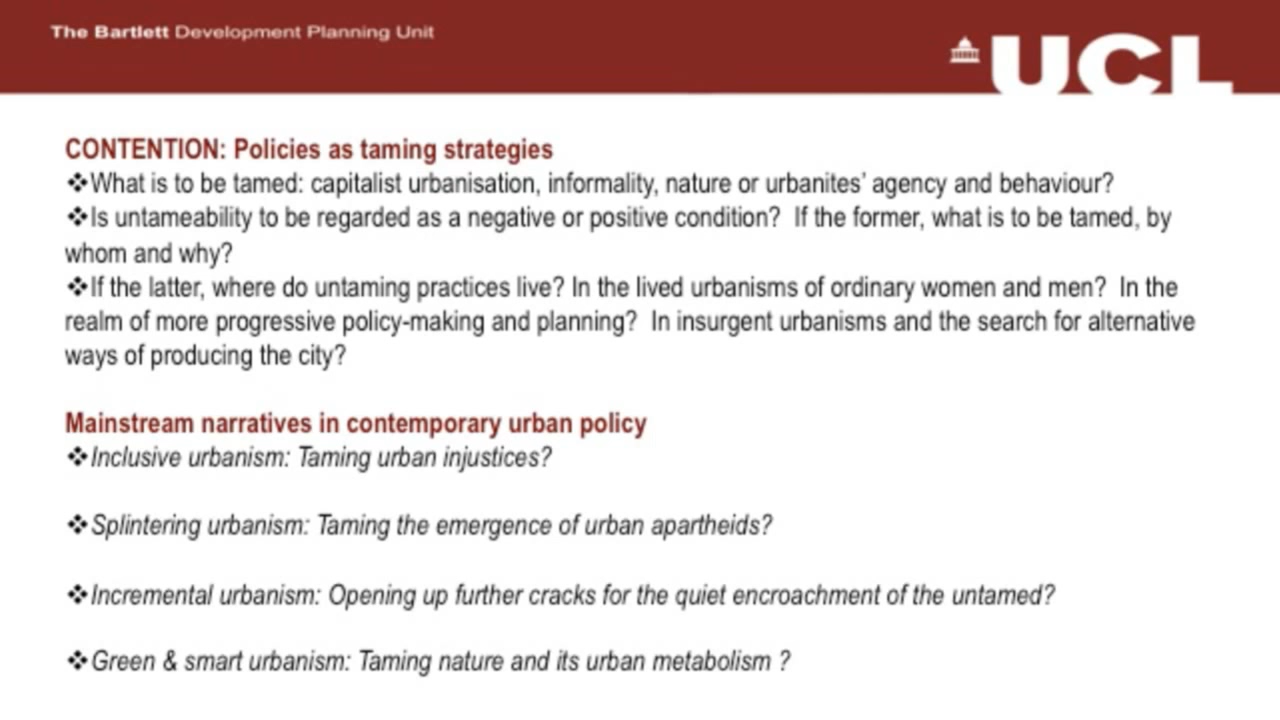 The Bartlett Development Planning Unit
UCL
CONTENTION: Policies as taming strategies
❖What is to be tamed: capitalist urbanisation, informality, nature or urbanites’ agency and behaviour?
❖Is untameability to be regarded as a negative or positive condition?  If the former, what is to be tamed, by
whom and why?
❖If the latter, where do untaming practices live? In the lived urbanisms of ordinary women and men?  In the
realm of more progressive policy-making and planning?  In insurgent urbanisms and the search for alternative
ways of producing the city?
Mainstream narratives in contemporary urban policy
❖Inclusive urbanism: Taming urban injustices?
❖Splintering urbanism: Taming the emergence of urban apartheids?
❖Incremental urbanism: Opening up further cracks for the quiet encroachment of the untamed?
❖Green & smart urbanism: Taming nature and its urban metabolism ?